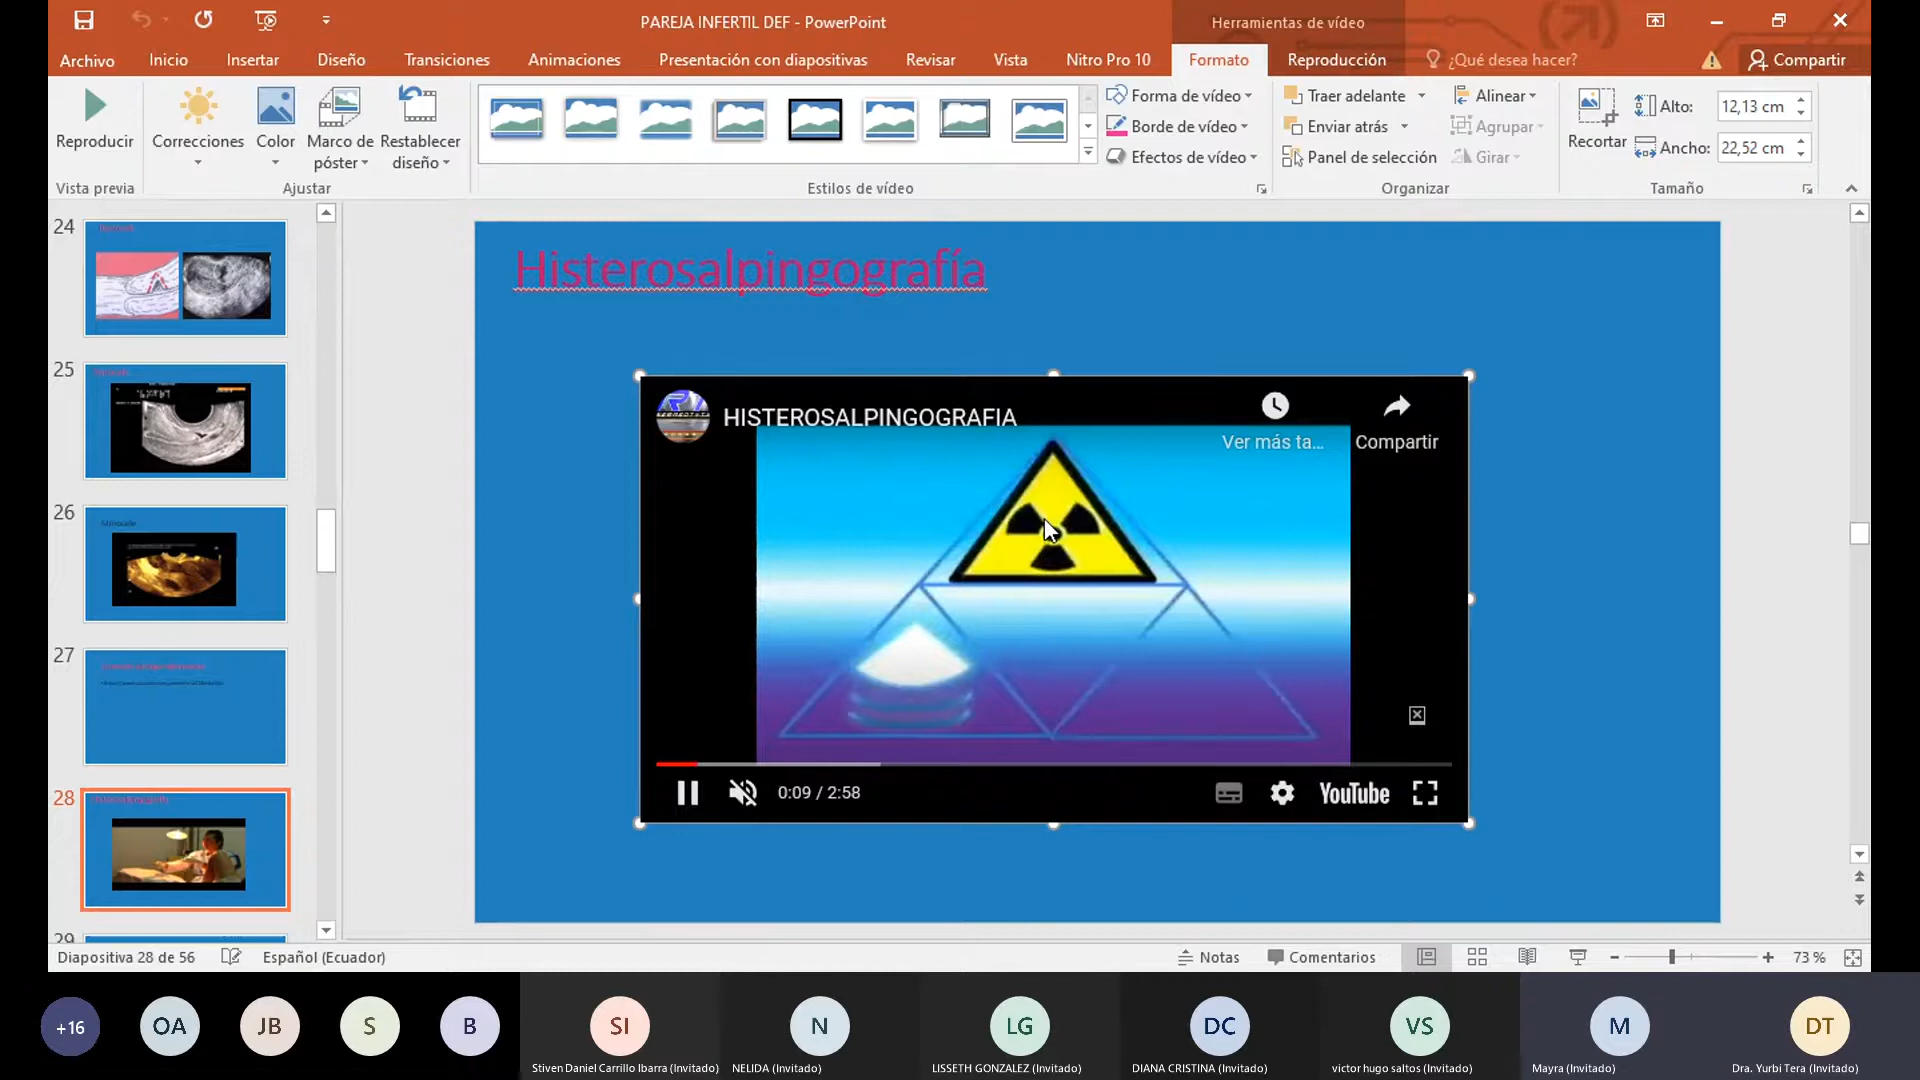 PAREJA INFERTIL DEF - PowerPoint
Herramientas de vídeo
Archivo
Inicio
Insertar
Diseño
Transiciones
Animaciones
Presentación con diapositivas
Revisar
Vista
Nitro Pro 10
Formato
Reproducción
¿Qué desea hacer?
Compartir
Reproducir
Correcciones
Color
Marco de
póster
Restablecer
diseño
Forma de vídeo
Borde de vídeo
Efectos de vídeo
Traer adelante
Enviar atrás
Panel de selección
Alinear
Agrupar
Girar
Recortar
Alto:
12,13 cm
Ancho:
22,52 cm
Vista previa
Ajustar
Estilos de vídeo
Organizar
Tamaño
24
25
26
27
28
29
Histerosalpingografía
HISTEROSALPINGOGRAFIA
Ver más ta...
Compartir
0:09 / 2:58
YouTube
Diapositiva 28 de 56
Español (Ecuador)
Notas
Comentarios
73 %
+16
OA
JB
S
B
SI
N
LG
DC
VS
M
DT
Stiven Daniel Carrillo Ibarra (Invitado)
NELIDA (Invitado)
LISSETH GONZALEZ (Invitado)
DIANA CRISTINA (Invitado)
victor hugo saltos (Invitado)
Mayra (Invitado)
Dra. Yurbi Tera (Invitado)